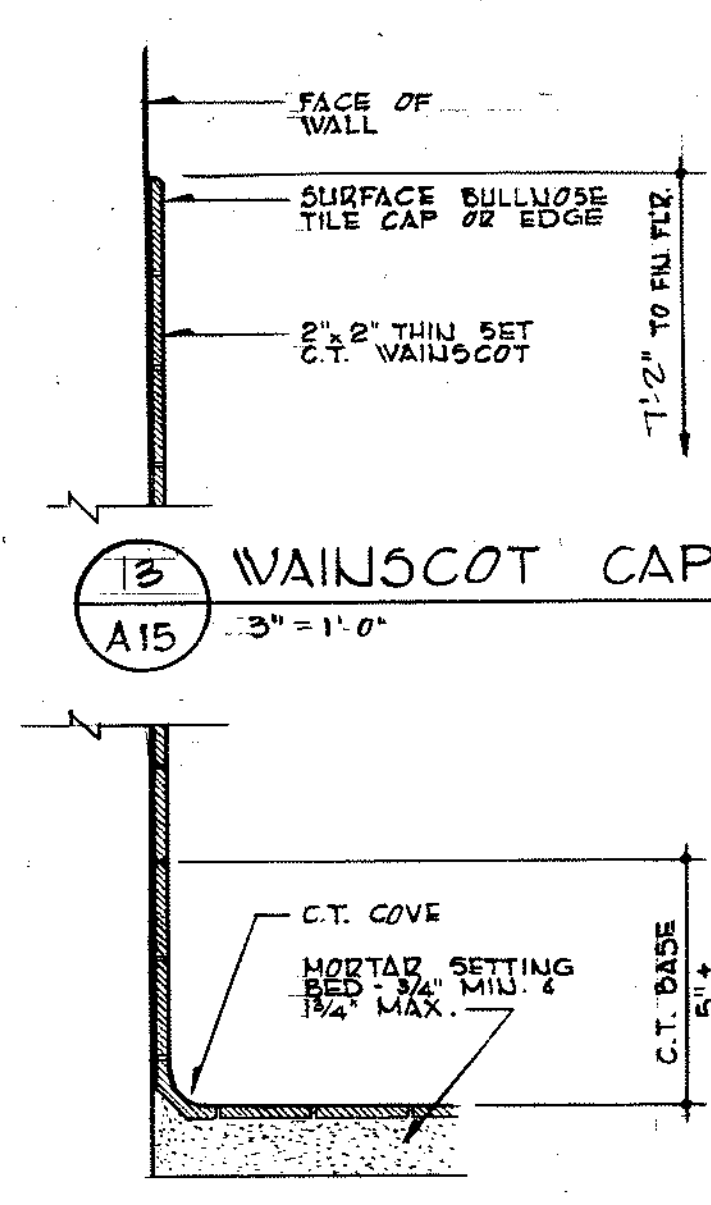 FACE OF
WALL
SURFACE BULLNOSE
TILE CAP OR EDGE
7'-2" TO FIN. FLR.
2"x2" THIN SET
C.T. WAINSCOT
13
A15
WAINSCOT CAP
3" = 1'-0"
C.T. COVE
MORTAR SETTING
BED - 3/4" MIN. &
1 3/4" MAX.
C.T. BASE
5" +